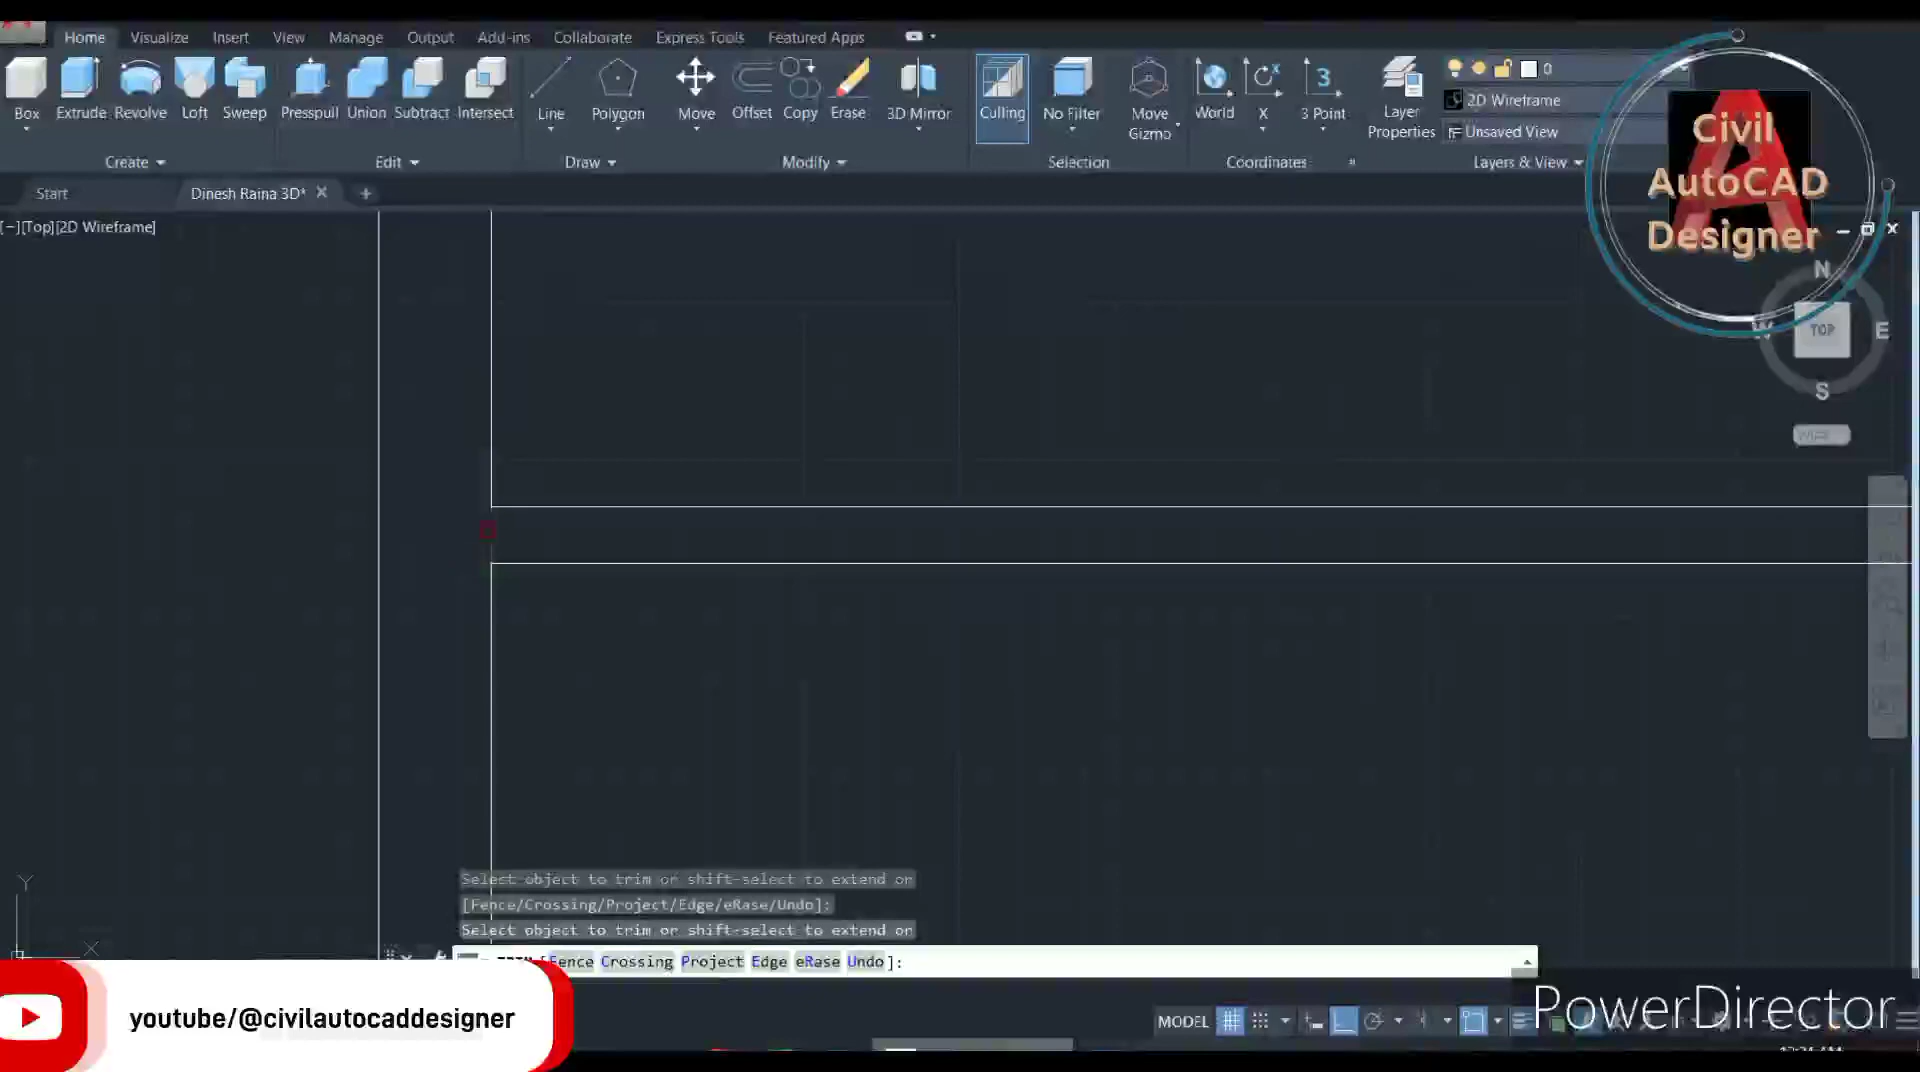 Home Visualize Insert View Manage Output Add-ins Collaborate Express Tools Featured Apps
Box Extrude Revolve Loft Sweep Presspull Union Subtract Intersect Line Polygon Move Offset Copy Erase 3D Mirror Culling No Filter Move Gizmo World X 3 Point Layer Properties
0
2D Wireframe
Unsaved View
Create Edit Draw Modify Selection Coordinates Layers & View
Civil
AutoCAD
Designer
Start Dinesh Raina 3D*
[−][Top][2D Wireframe]
N
W TOP E
S
Select object to trim or shift-select to extend or
[Fence/Crossing/Project/Edge/eRase/Undo]:
Select object to trim or shift-select to extend or
[Fence Crossing Project Edge eRase Undo]:
Y
X
youtube/@civilautocaddesigner
MODEL
PowerDirector